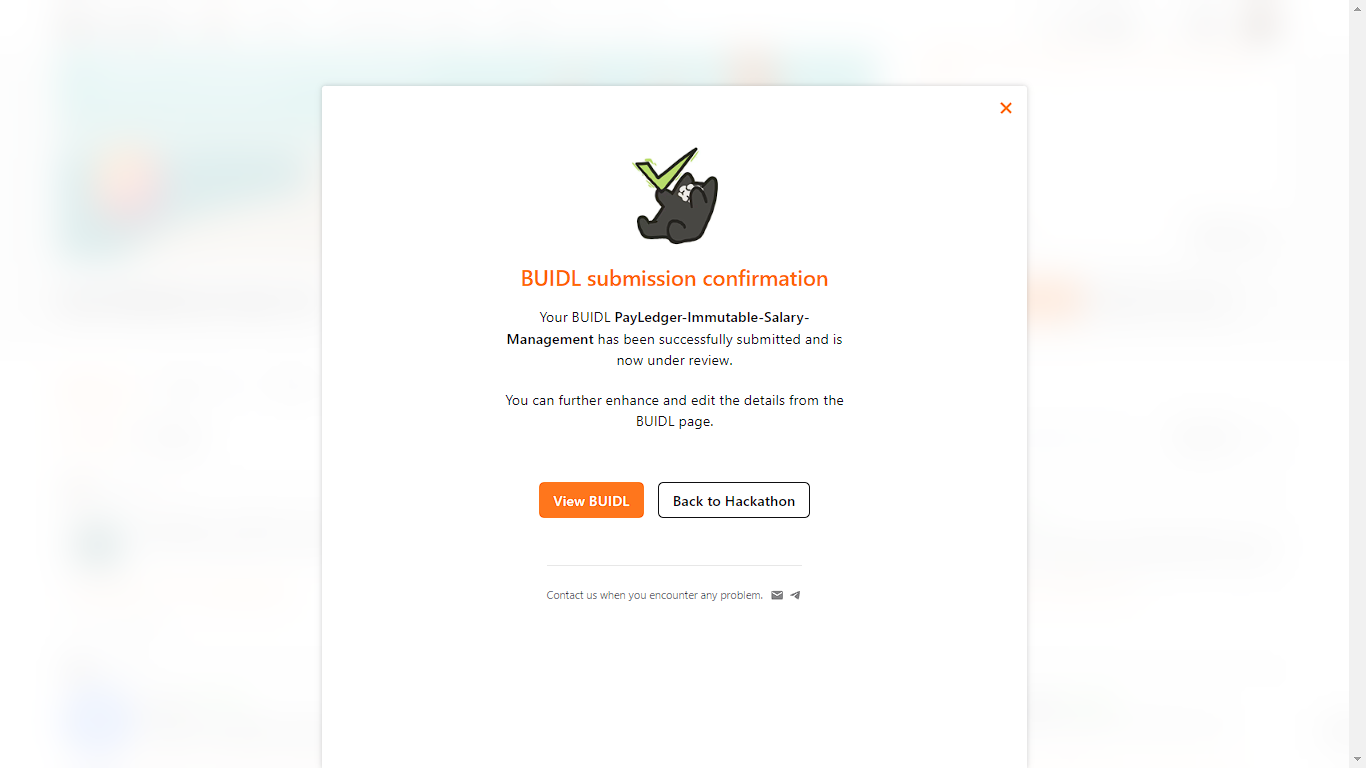 BUIDL submission confirmation
Your BUIDL PayLedger-Immutable-Salary-
Management has been successfully submitted and is
now under review.
You can further enhance and edit the details from the
BUIDL page.
View BUIDL
Back to Hackathon
Contact us when you encounter any problem.